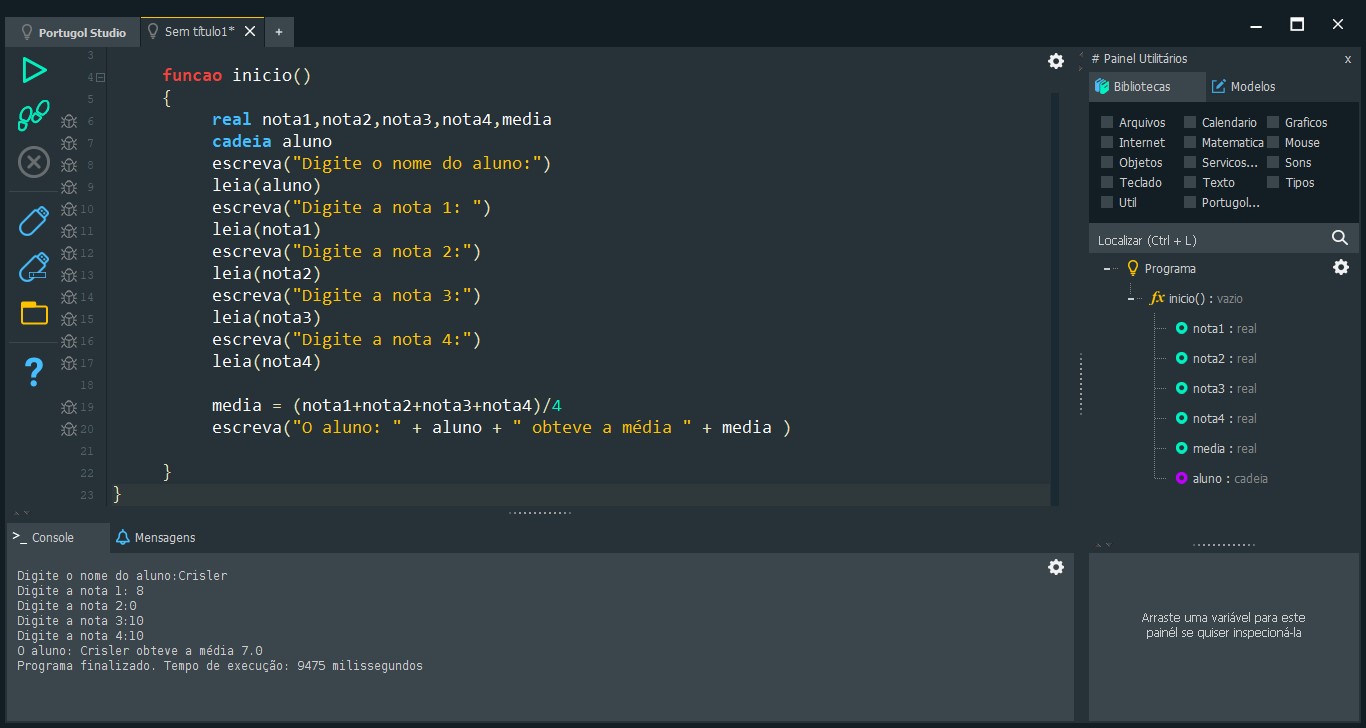 Portugol Studio
Sem título1*
+
3
4 funcao inicio()
5 {
6 real nota1,nota2,nota3,nota4,media
7 cadeia aluno
8 escreva("Digite o nome do aluno:")
9 leia(aluno)
10 escreva("Digite a nota 1: ")
11 leia(nota1)
12 escreva("Digite a nota 2:")
13 leia(nota2)
14 escreva("Digite a nota 3:")
15 leia(nota3)
16 escreva("Digite a nota 4:")
17 leia(nota4)
18
19 media = (nota1+nota2+nota3+nota4)/4
20 escreva("O aluno: " + aluno + " obteve a média " + media )
21
22 }
23 }
# Painel Utilitários x
Bibliotecas Modelos
Arquivos Calendario Graficos
Internet Matematica Mouse
Objetos Servicos... Sons
Teclado Texto Tipos
Util Portugol...
Localizar (Ctrl + L)
Programa
fx inicio() : vazio
nota1 : real
nota2 : real
nota3 : real
nota4 : real
media : real
aluno : cadeia
>_ Console Mensagens
Digite o nome do aluno:Crisler
Digite a nota 1: 8
Digite a nota 2:0
Digite a nota 3:10
Digite a nota 4:10
O aluno: Crisler obteve a média 7.0
Programa finalizado. Tempo de execução: 9475 milissegundos
Arraste uma variável para este
painél se quiser inspecioná-la